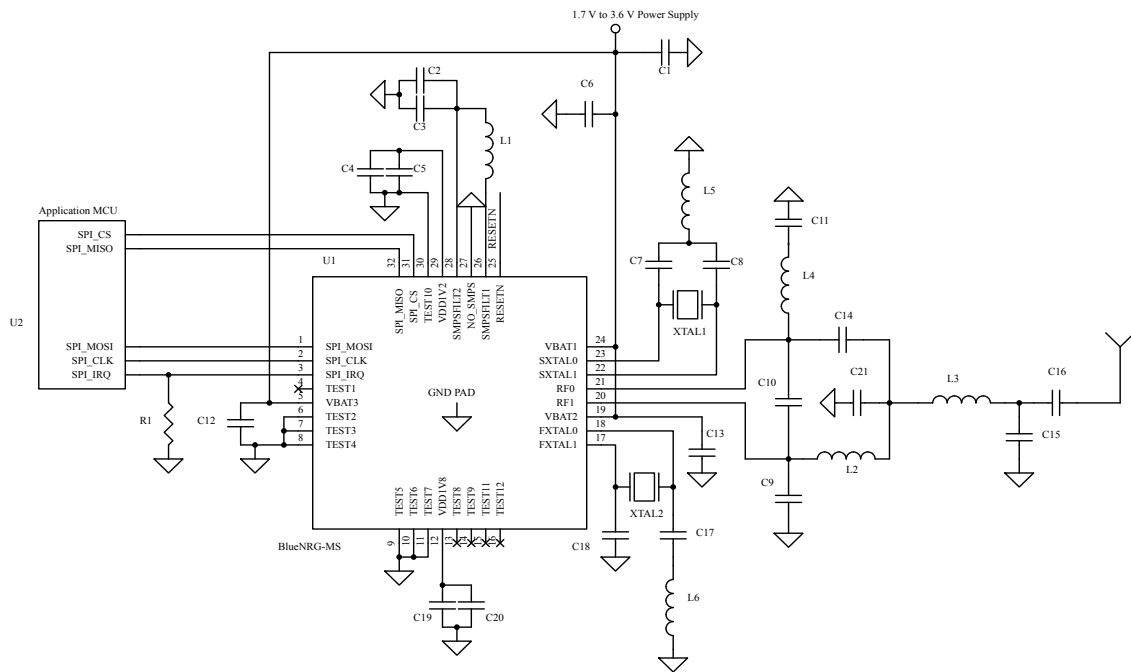 1.7 V to 3.6 V Power Supply
C1
C2
C3
C6
L1
C4
C5
L5
C11
Application MCU
SPI_CS
SPI_MISO
U2
SPI_MOSI
SPI_CLK
SPI_IRQ
RESETN
C7
C8
XTAL1
L4
C14
C10
C21
L3
C16
C15
L2
C9
U1
32
31
30
29
28
27
26
25
SPI_MISO
SPI_CS
TEST10
VDD1V2
SMPSFILT2
NO_SMPS
SMPSFILT1
RESETN
1
SPI_MOSI
2
SPI_CLK
3
SPI_IRQ
4
TEST1
5
VBAT3
6
TEST2
7
TEST3
8
TEST4
GND PAD
VBAT1
24
SXTAL0
23
SXTAL1
22
RF0
21
RF1
20
VBAT2
19
FXTAL0
18
FXTAL1
17
R1
C12
C13
XTAL2
TEST5
TEST6
TEST7
VDD1V8
TEST8
TEST9
TEST11
TEST12
9
10
11
12
13
14
15
16
BlueNRG-MS
C18
C17
C19
C20
L6